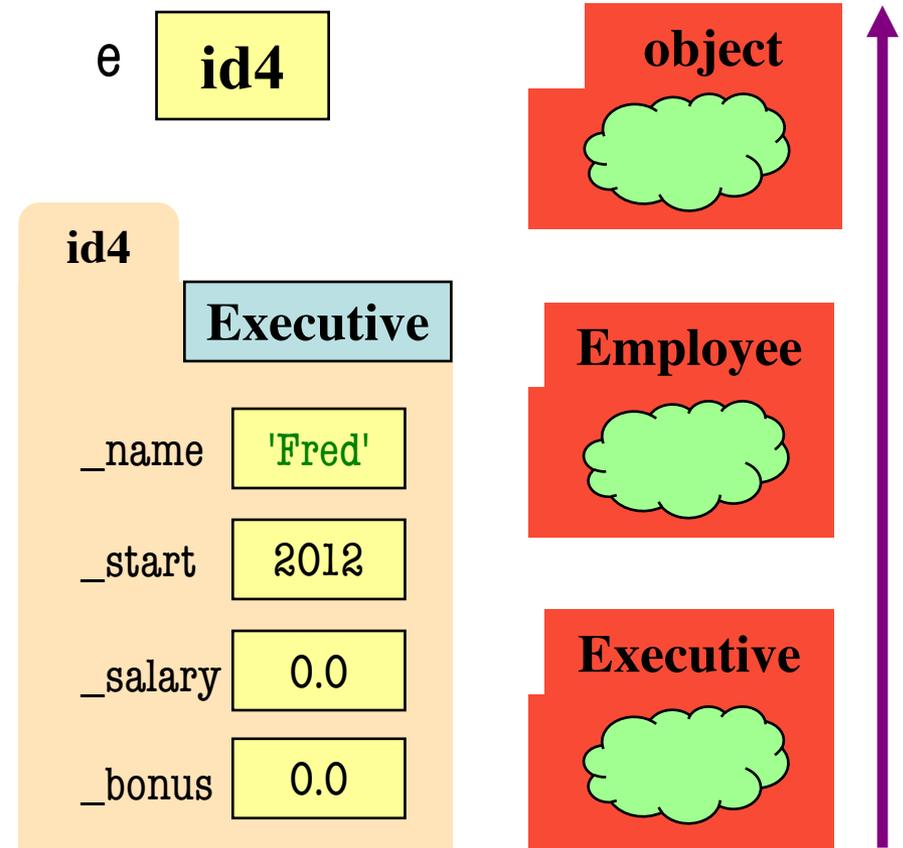 e id4
id4
Executive
_name 'Fred'
_start 2012
_salary 0.0
_bonus 0.0
object
Employee
Executive